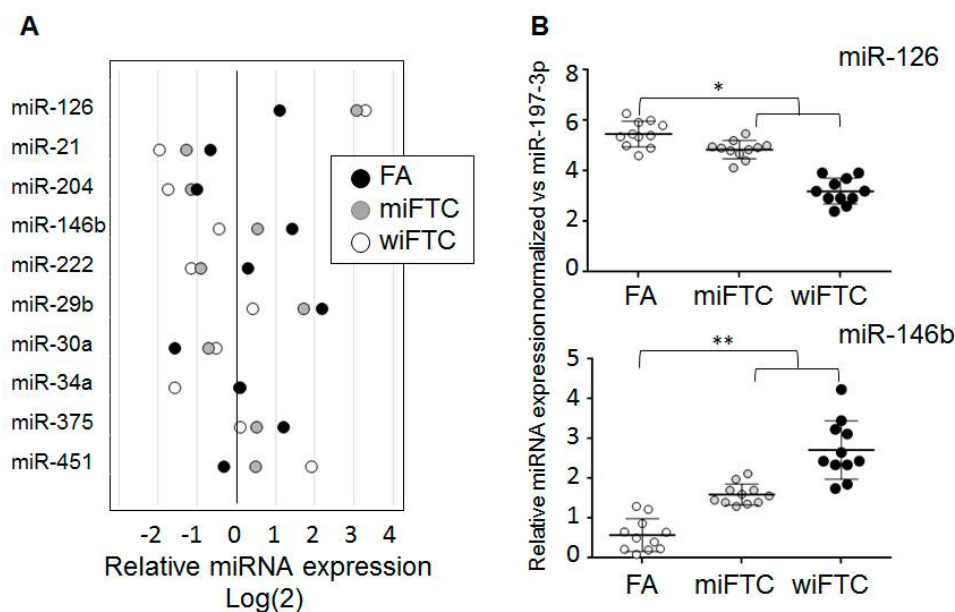 A
miR-126
miR-21
miR-204
miR-146b
miR-222
miR-29b
miR-30a
miR-34a
miR-375
miR-451
FA
miFTC
wiFTC
-2 -1 0 1 2 3 4
Relative miRNA expression
Log(2)
B
miR-126
Relative miRNA expression normalized vs miR-197-3p
8
6
4
2
0
*
FA miFTC wiFTC
miR-146b
5
4
3
2
1
0
**
FA miFTC wiFTC